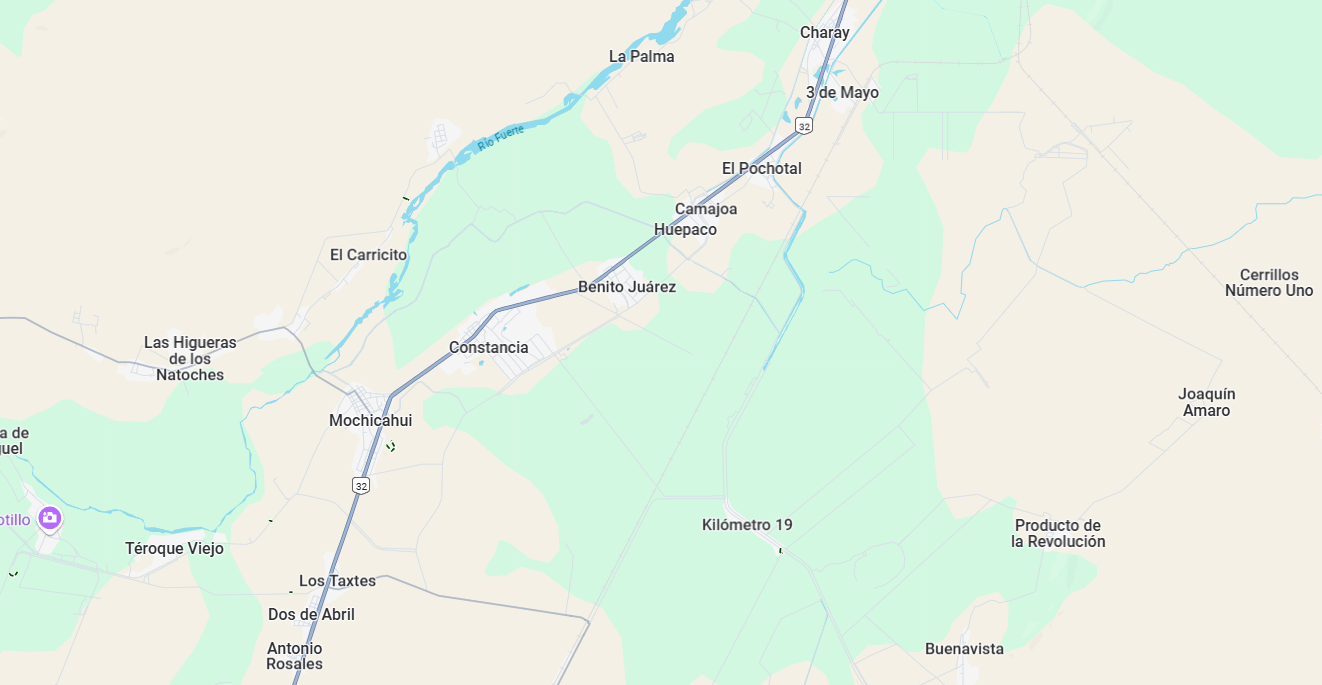 Charay
La Palma
3 de Mayo
32
Río Fuerte
El Pochotal
Camajoa
Huepaco
El Carricito
Cerrillos
Número Uno
Benito Juárez
Las Higueras
de los
Natoches
Constancia
Joaquín
Amaro
Mochicahui
a de
32
otillo
Kilómetro 19
Producto de
la Revolución
Téroque Viejo
Los Taxtes
Dos de Abril
Antonio
Rosales
Buenavista